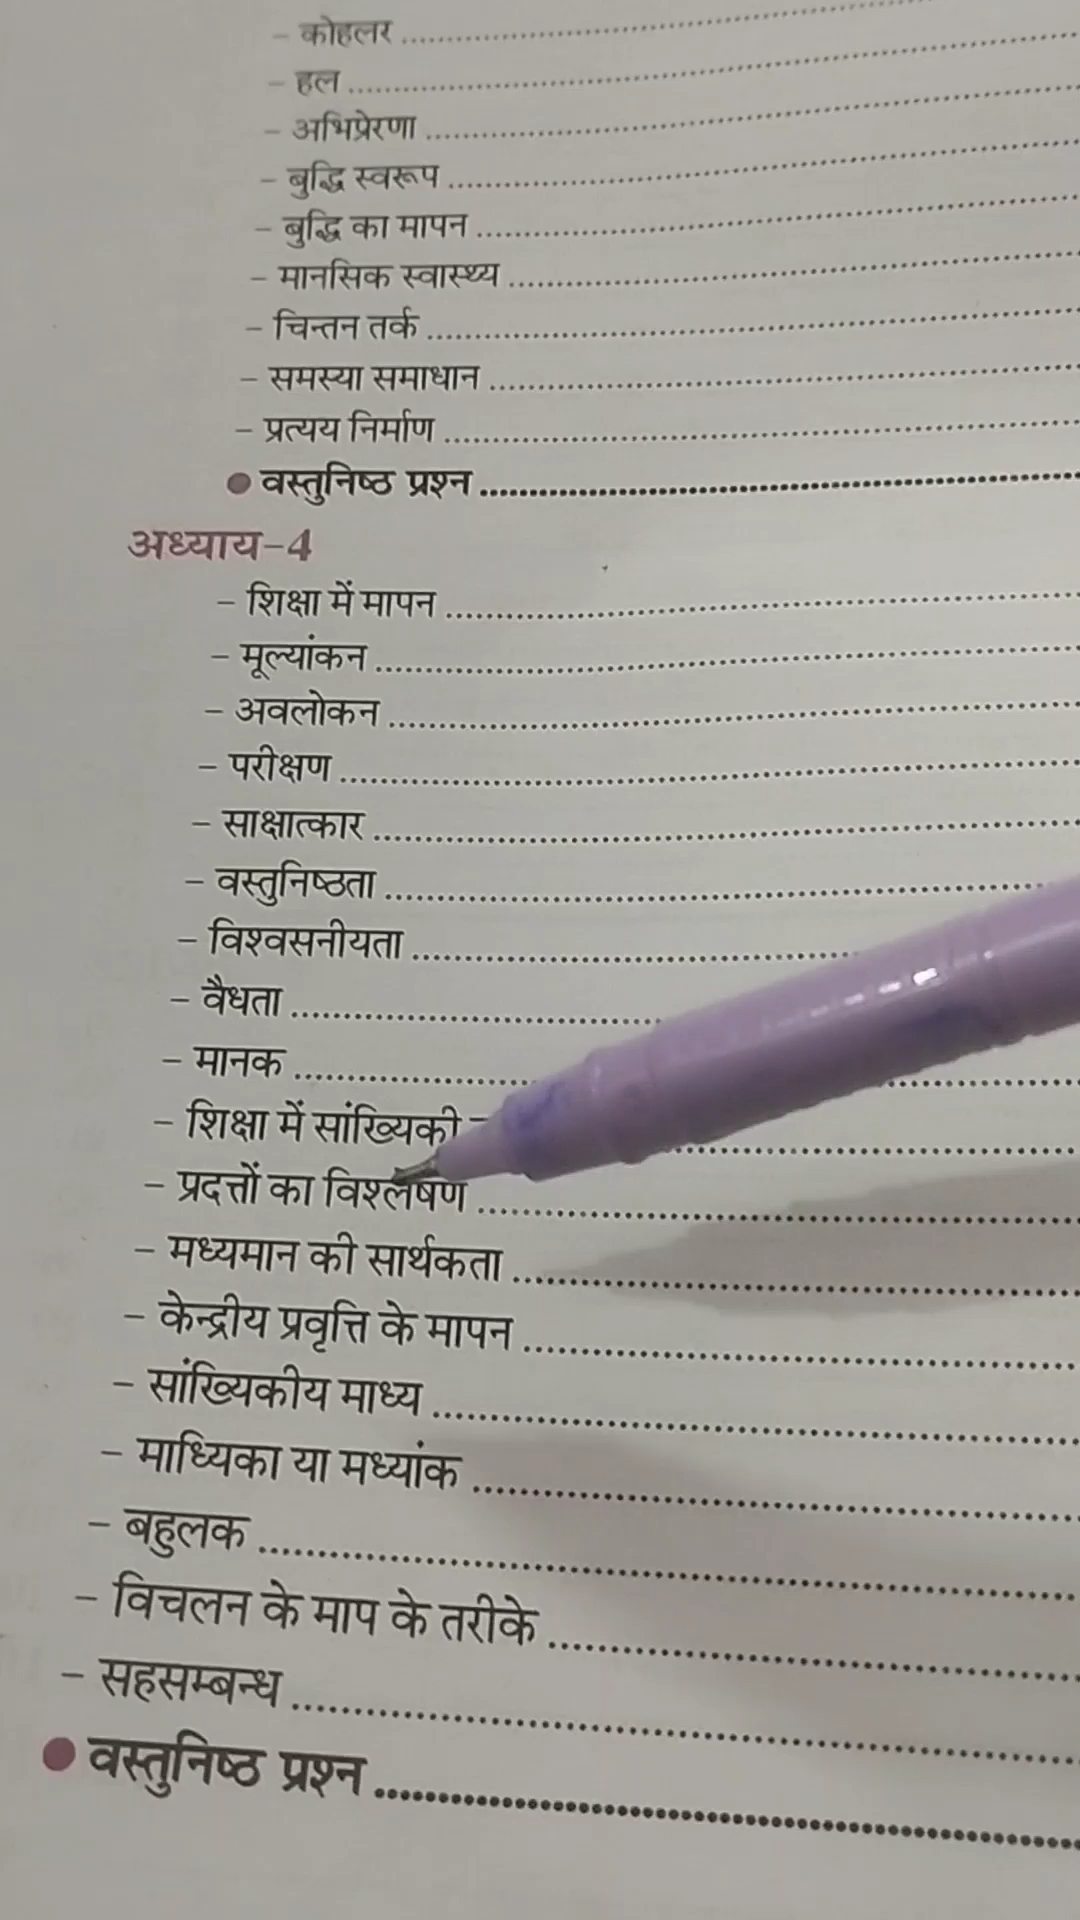 - कोहलर ........................................
- हल ........................................
- अभिप्रेरणा ........................................
- बुद्धि स्वरूप ........................................
- बुद्धि का मापन ........................................
- मानसिक स्वास्थ्य ........................................
- चिन्तन तर्क ........................................
- समस्या समाधान ........................................
- प्रत्यय निर्माण ........................................
● वस्तुनिष्ठ प्रश्न ........................................
अध्याय-4
- शिक्षा में मापन ........................................
- मूल्यांकन ........................................
- अवलोकन ........................................
- परीक्षण ........................................
- साक्षात्कार ........................................
- वस्तुनिष्ठता ........................................
- विश्वसनीयता ........................................
- वैधता ........................................
- मानक ........................................
- शिक्षा में सांख्यिकी ........................................
- प्रदत्तों का विश्लेषण ........................................
- मध्यमान की सार्थकता ........................................
- केन्द्रीय प्रवृत्ति के मापन ........................................
- सांख्यिकीय माध्य ........................................
- माध्यिका या मध्यांक ........................................
- बहुलक ........................................
- विचलन के माप के तरीके ........................................
- सहसम्बन्ध ........................................
● वस्तुनिष्ठ प्रश्न ........................................